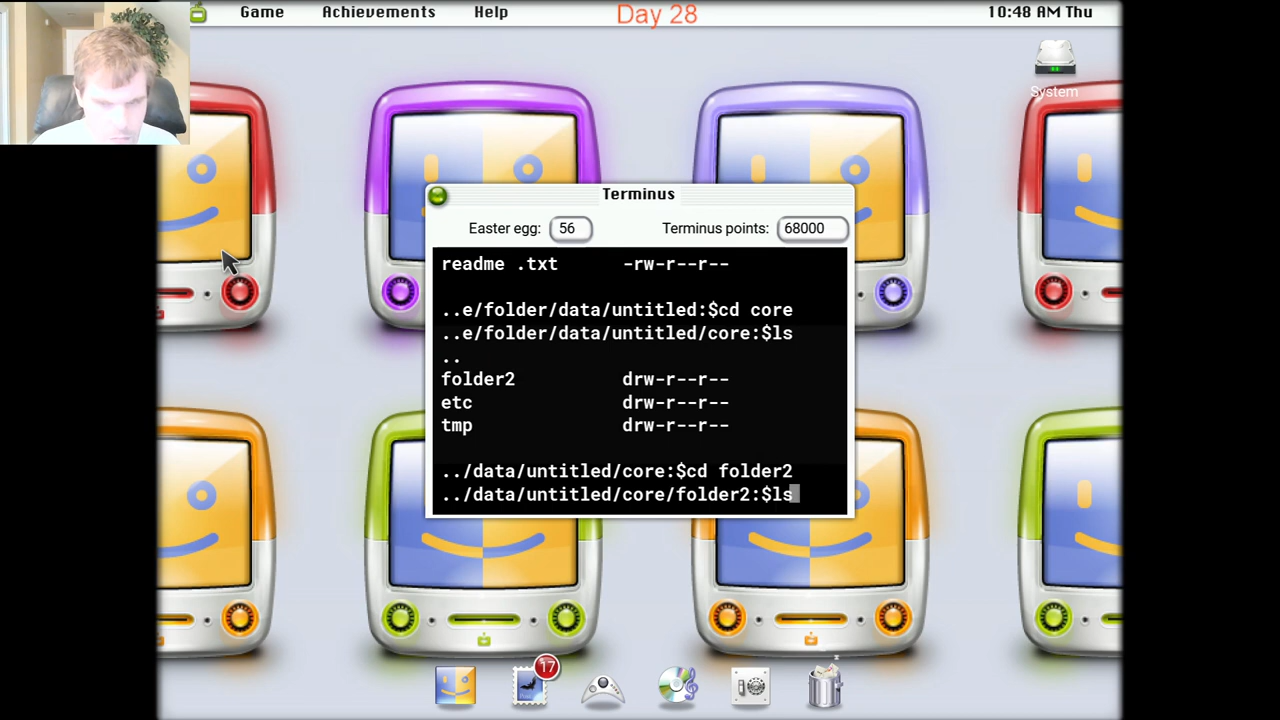 Game Achievements Help Day 28 10:48 AM Thu
System
Terminus
Easter egg: 56 Terminus points: 68000
readme .txt -rw-r--r--
..e/folder/data/untitled:$cd core
..e/folder/data/untitled/core:$ls
..
folder2 drw-r--r--
etc drw-r--r--
tmp drw-r--r--
../data/untitled/core:$cd folder2
../data/untitled/core/folder2:$ls
17